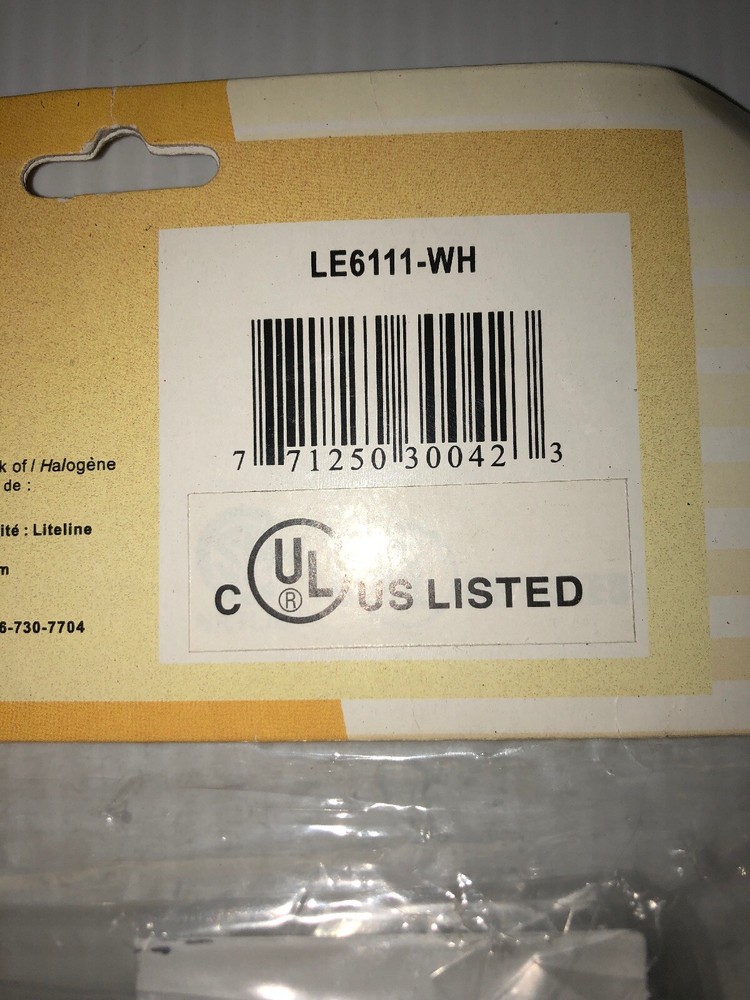 LE6111-WH
7 71250 30042 3
k of / Halogène
de :
ité : Liteline
m
6-730-7704
C UL ® US LISTED